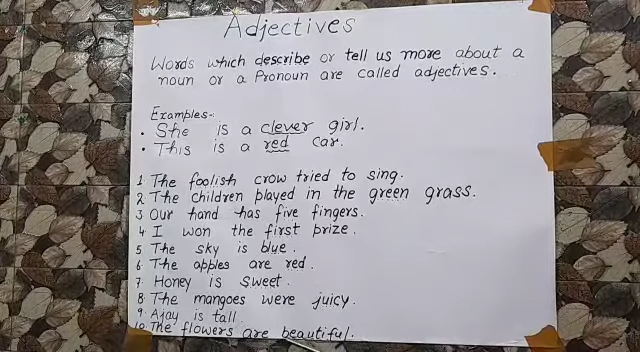 Adjectives
Words which describe or tell us more about a
noun or a Pronoun are called adjectives.
Examples:-
• She is a clever girl.
• This is a red car.
1 The foolish crow tried to sing.
2 The children played in the green grass.
3 Our hand has five fingers.
4 I won the first prize.
5 The sky is blue.
6 The apples are red.
7 Honey is sweet.
8 The mangoes were juicy.
9 Ajay is tall.
10 The flowers are beautiful.